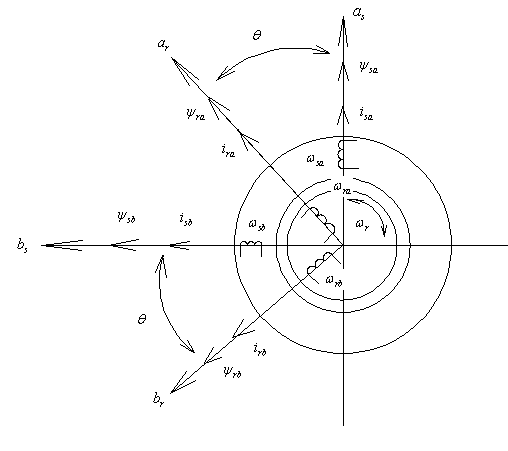 a_s
θ
a_r
ψ_sa
ψ_ra
i_sa
i_ra
ω_sa
ω_ra
ψ_sb
i_sb
ω_sb
ω_r
b_s
ω_rb
θ
i_rb
ψ_rb
b_r